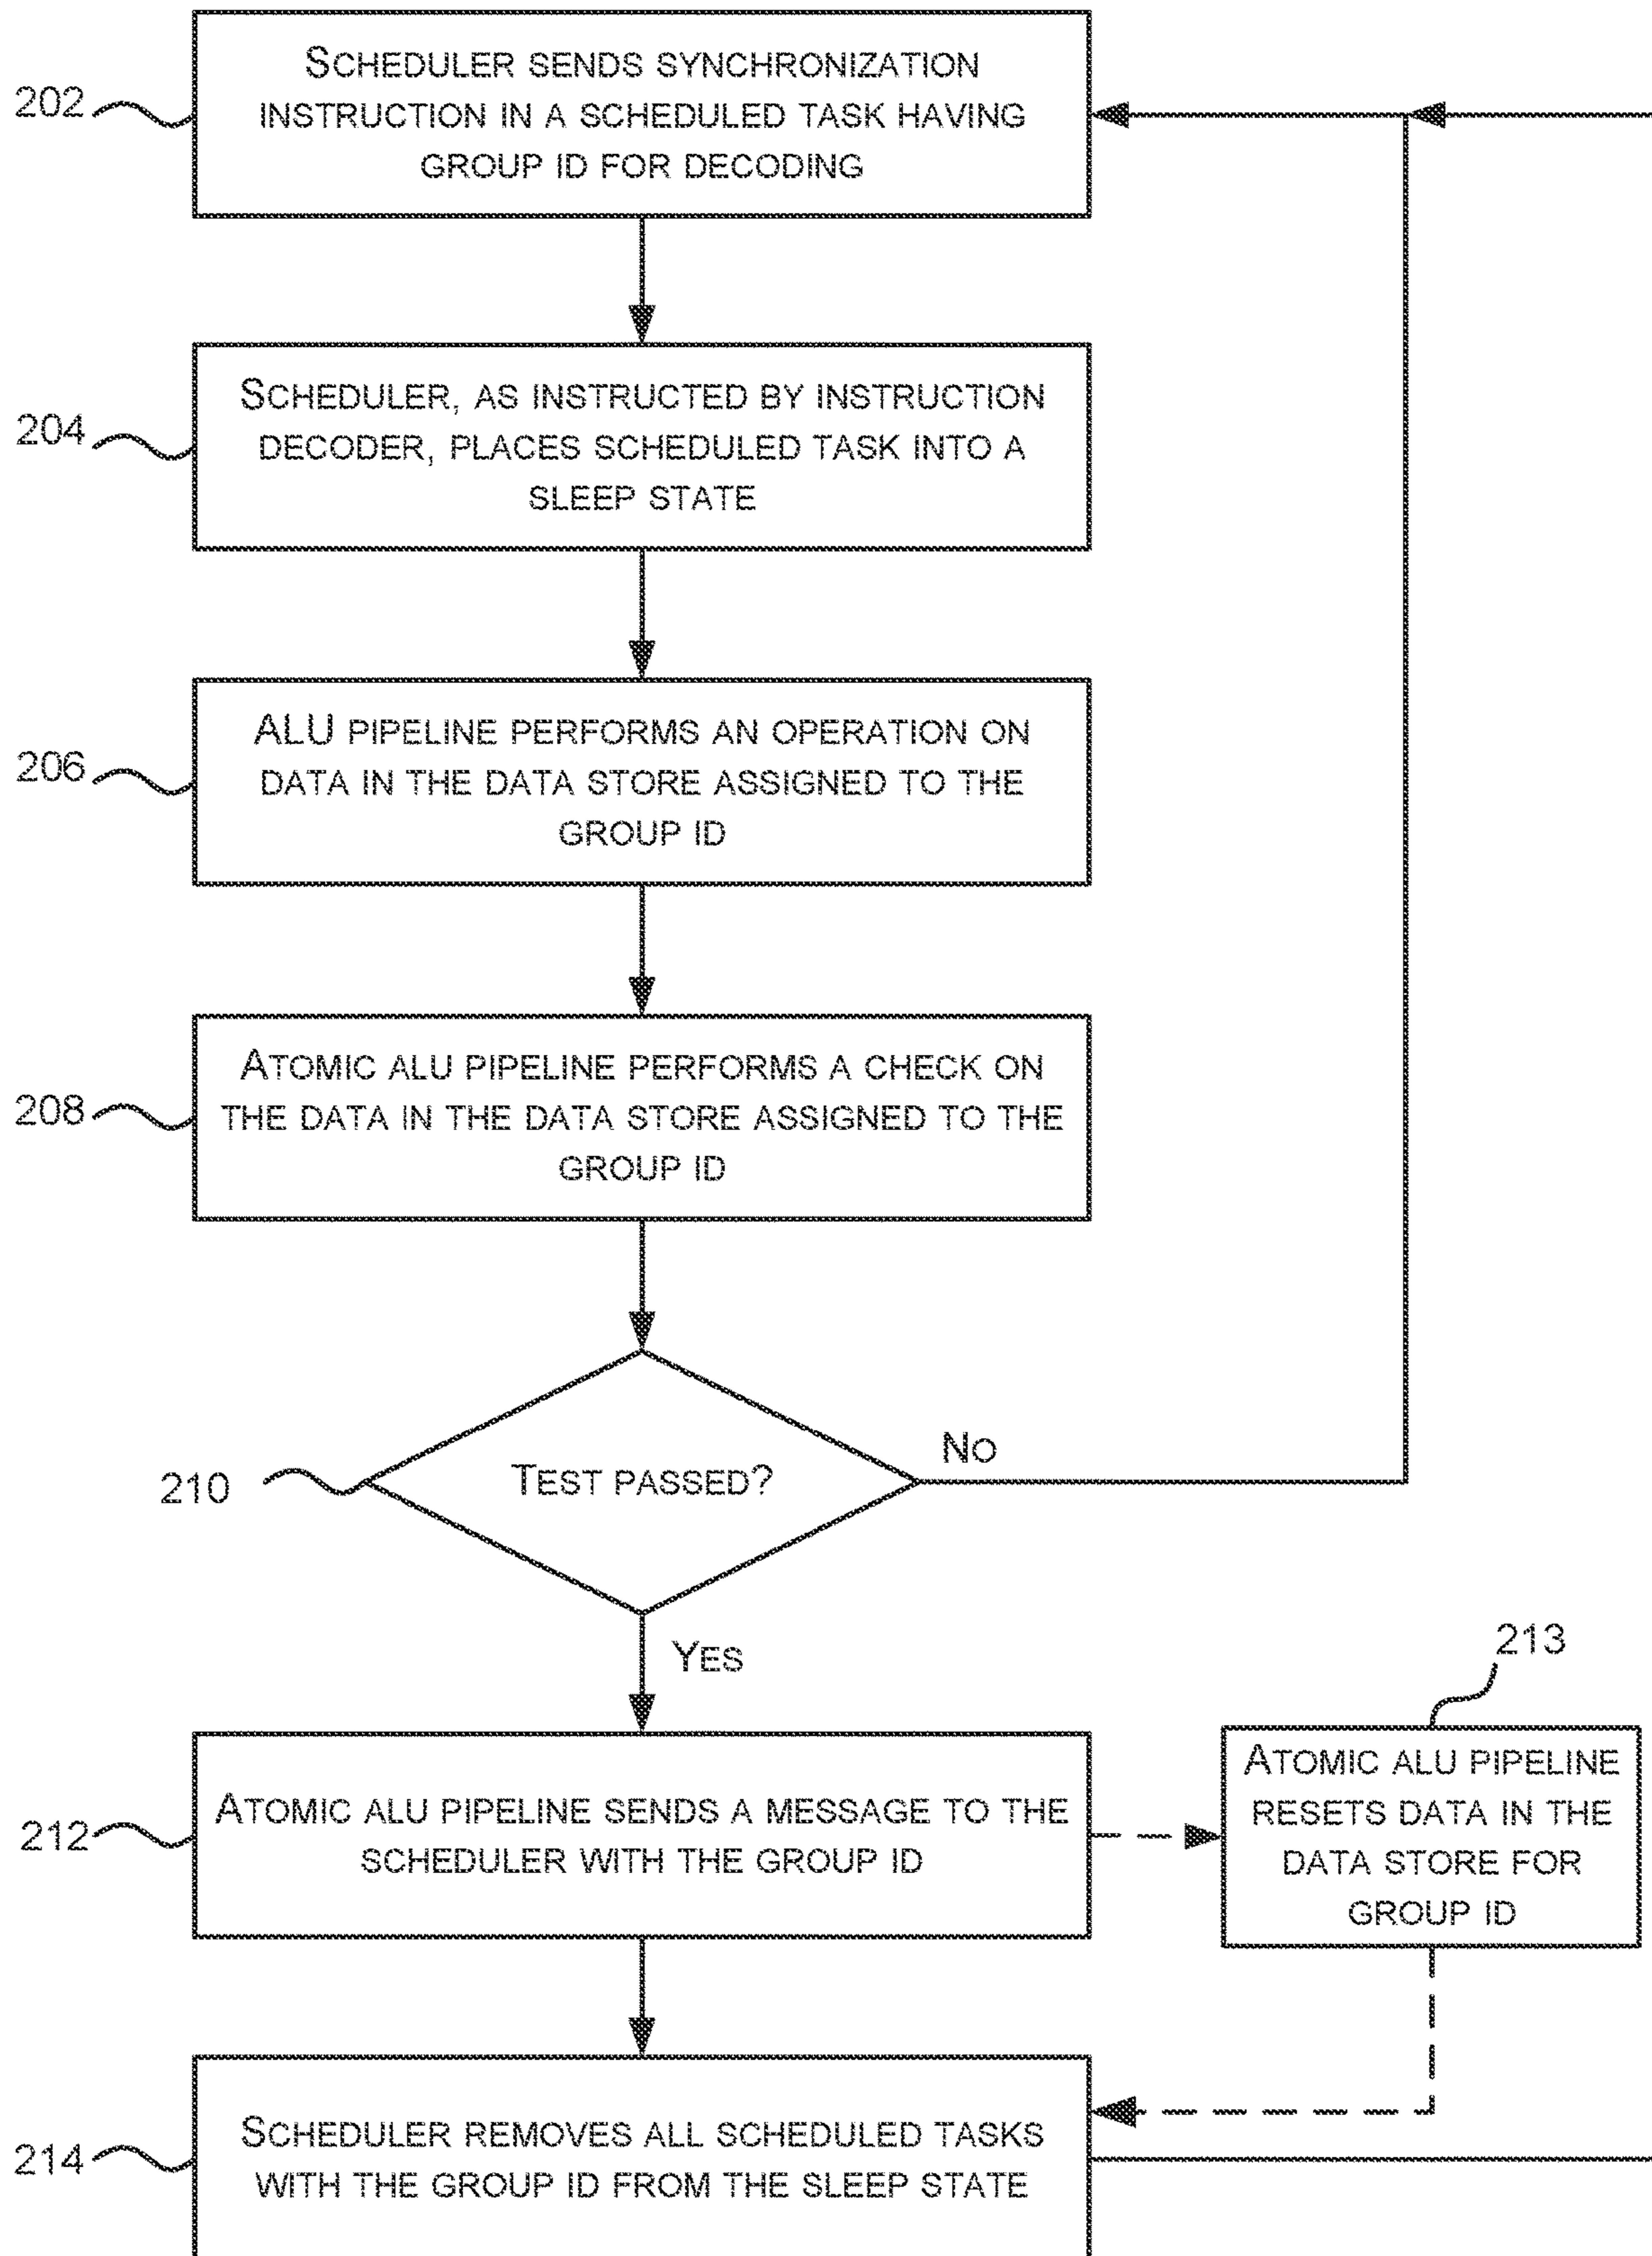 202
SCHEDULER SENDS SYNCHRONIZATION
INSTRUCTION IN A SCHEDULED TASK HAVING
GROUP ID FOR DECODING
204
SCHEDULER, AS INSTRUCTED BY INSTRUCTION
DECODER, PLACES SCHEDULED TASK INTO A
SLEEP STATE
206
ALU PIPELINE PERFORMS AN OPERATION ON
DATA IN THE DATA STORE ASSIGNED TO THE
GROUP ID
208
ATOMIC ALU PIPELINE PERFORMS A CHECK ON
THE DATA IN THE DATA STORE ASSIGNED TO THE
GROUP ID
210
TEST PASSED?
NO
YES
212
ATOMIC ALU PIPELINE SENDS A MESSAGE TO THE
SCHEDULER WITH THE GROUP ID
213
ATOMIC ALU PIPELINE
RESETS DATA IN THE
DATA STORE FOR
GROUP ID
214
SCHEDULER REMOVES ALL SCHEDULED TASKS
WITH THE GROUP ID FROM THE SLEEP STATE